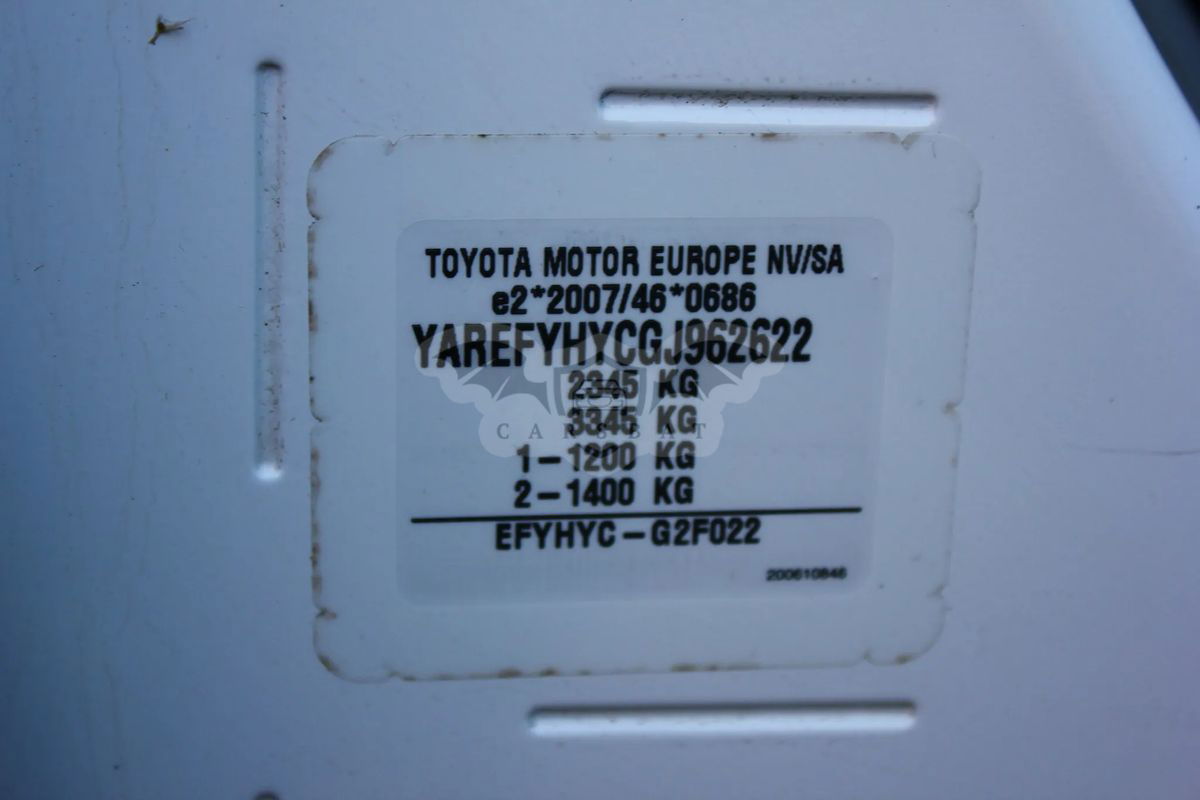 TOYOTA MOTOR EUROPE NV/SA
e2*2007/46*0686
YAREFYHYCGJ962622
2345 KG
3345 KG
CARSBAT
1-1200 KG
2-1400 KG
EFYHYC-G2F022
200610846